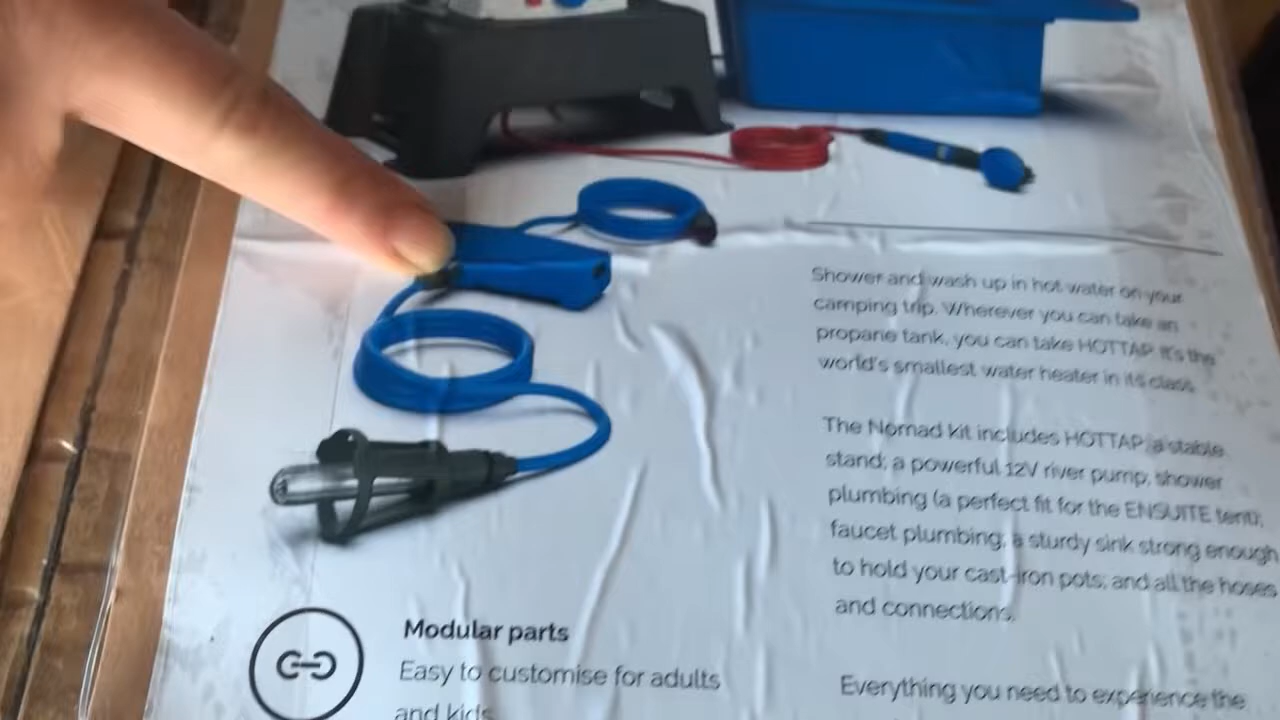 Shower and wash up in hot water on your
camping trip. Wherever you can take an
propane tank, you can take HOTTAP. It's the
world's smallest water heater in its class.
The Nomad kit includes HOTTAP; a stable
stand; a powerful 12V river pump; shower
plumbing (a perfect fit for the ENSUITE tent);
faucet plumbing; a sturdy sink strong enough
to hold your cast-iron pots; and all the hoses
and connections.
Everything you need to experience the
Modular parts
Easy to customise for adults
and kids